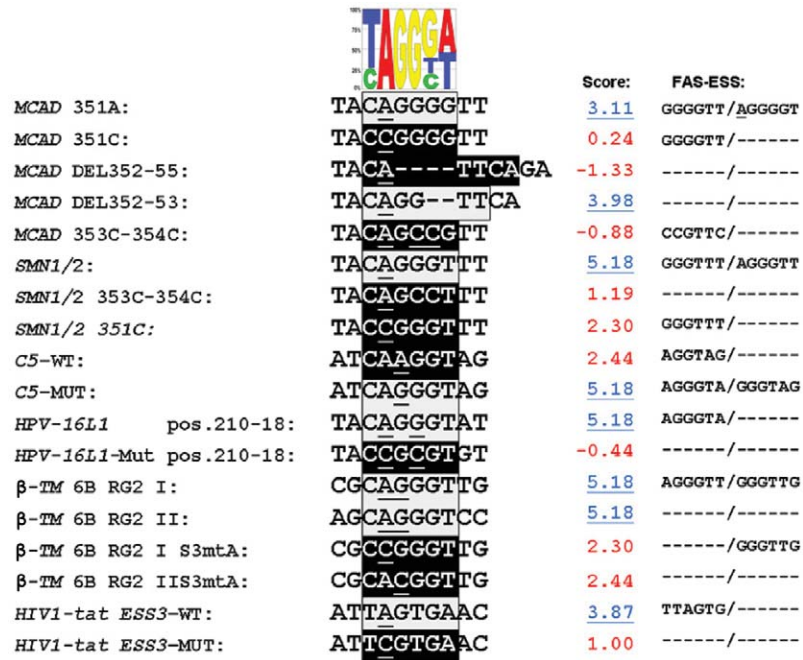 100%
75%
50%
25%
0%
TAGGGA
CTT
C
Score: FAS-ESS:
MCAD 351A: TACAGGGGTT 3.11 GGGGTT/AGGGGT
MCAD 351C: TACCGGGGTT 0.24 GGGGTT/------
MCAD DEL352-55: TACA----TTCAGA -1.33 ------/------
MCAD DEL352-53: TACAGG--TTCA 3.98 ------/------
MCAD 353C-354C: TACAGCCGTT -0.88 CCGTTC/------
SMN1/2: TACAGGGTTT 5.18 GGGTTT/AGGGTT
SMN1/2 353C-354C: TACAGCCTTT 1.19 ------/------
SMN1/2 351C: TACCGGGTTT 2.30 GGGTTT/------
C5-WT: ATCAAGGTAG 2.44 AGGTAG/------
C5-MUT: ATCAGGGTAG 5.18 AGGGTA/GGGTAG
HPV-16L1 pos.210-18: TACAGGGTAT 5.18 AGGGTA/------
HPV-16L1-Mut pos.210-18: TACCGCGTGT -0.44 ------/------
β-TM 6B RG2 I: CGCAGGGTTG 5.18 AGGGTT/GGGTTG
β-TM 6B RG2 II: AGCAGGGTCC 5.18 ------/------
β-TM 6B RG2 I S3mtA: CGCCGGGTTG 2.30 ------/GGGTTG
β-TM 6B RG2 IIS3mtA: CGCACGGTTG 2.44 ------/------
HIV1-tat ESS3-WT: ATTAGTGAAC 3.87 TTAGTG/------
HIV1-tat ESS3-MUT: ATTCGTGAAC 1.00 ------/------